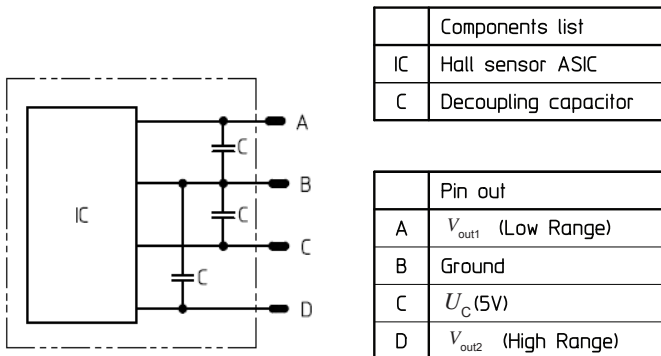 Components list
IC Hall sensor ASIC
C Decoupling capacitor
A
C
B
IC
C
C
C
D
Pin out
A Vout1 (Low Range)
B Ground
C UC(5V)
D Vout2 (High Range)